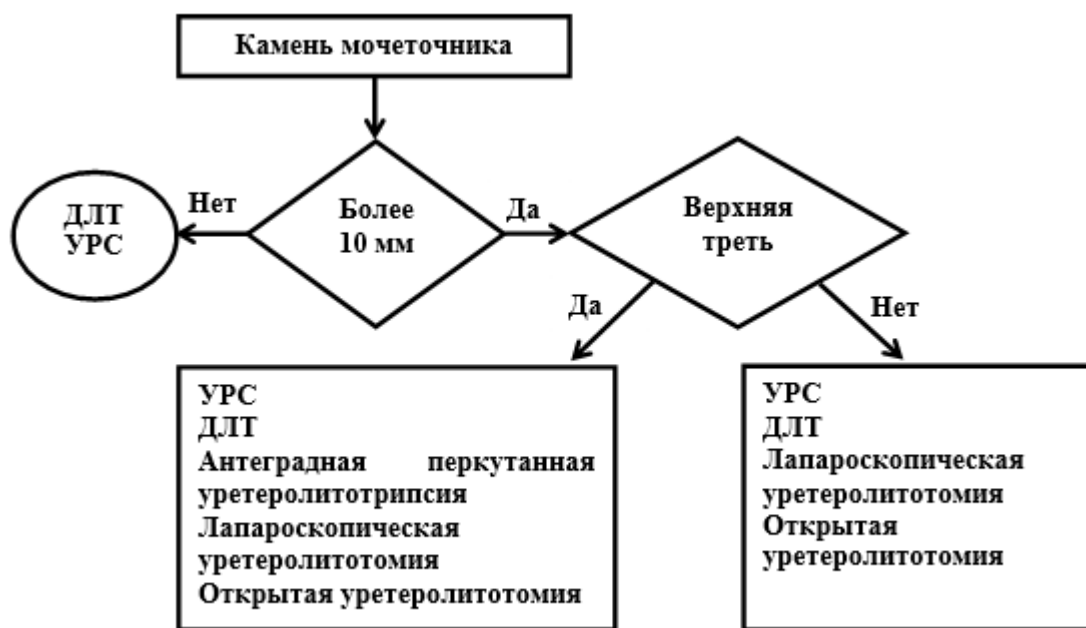 Камень мочеточника
ДЛТ
УРС
Нет
Более
10 мм
Да
Верхняя
треть
Да
Нет
УРС
ДЛТ
Антеградная перкутанная
уретеролитотрипсия
Лапароскопическая
уретеролитотомия
Открытая уретеролитотомия
УРС
ДЛТ
Лапароскопическая
уретеролитотомия
Открытая
уретеролитотомия